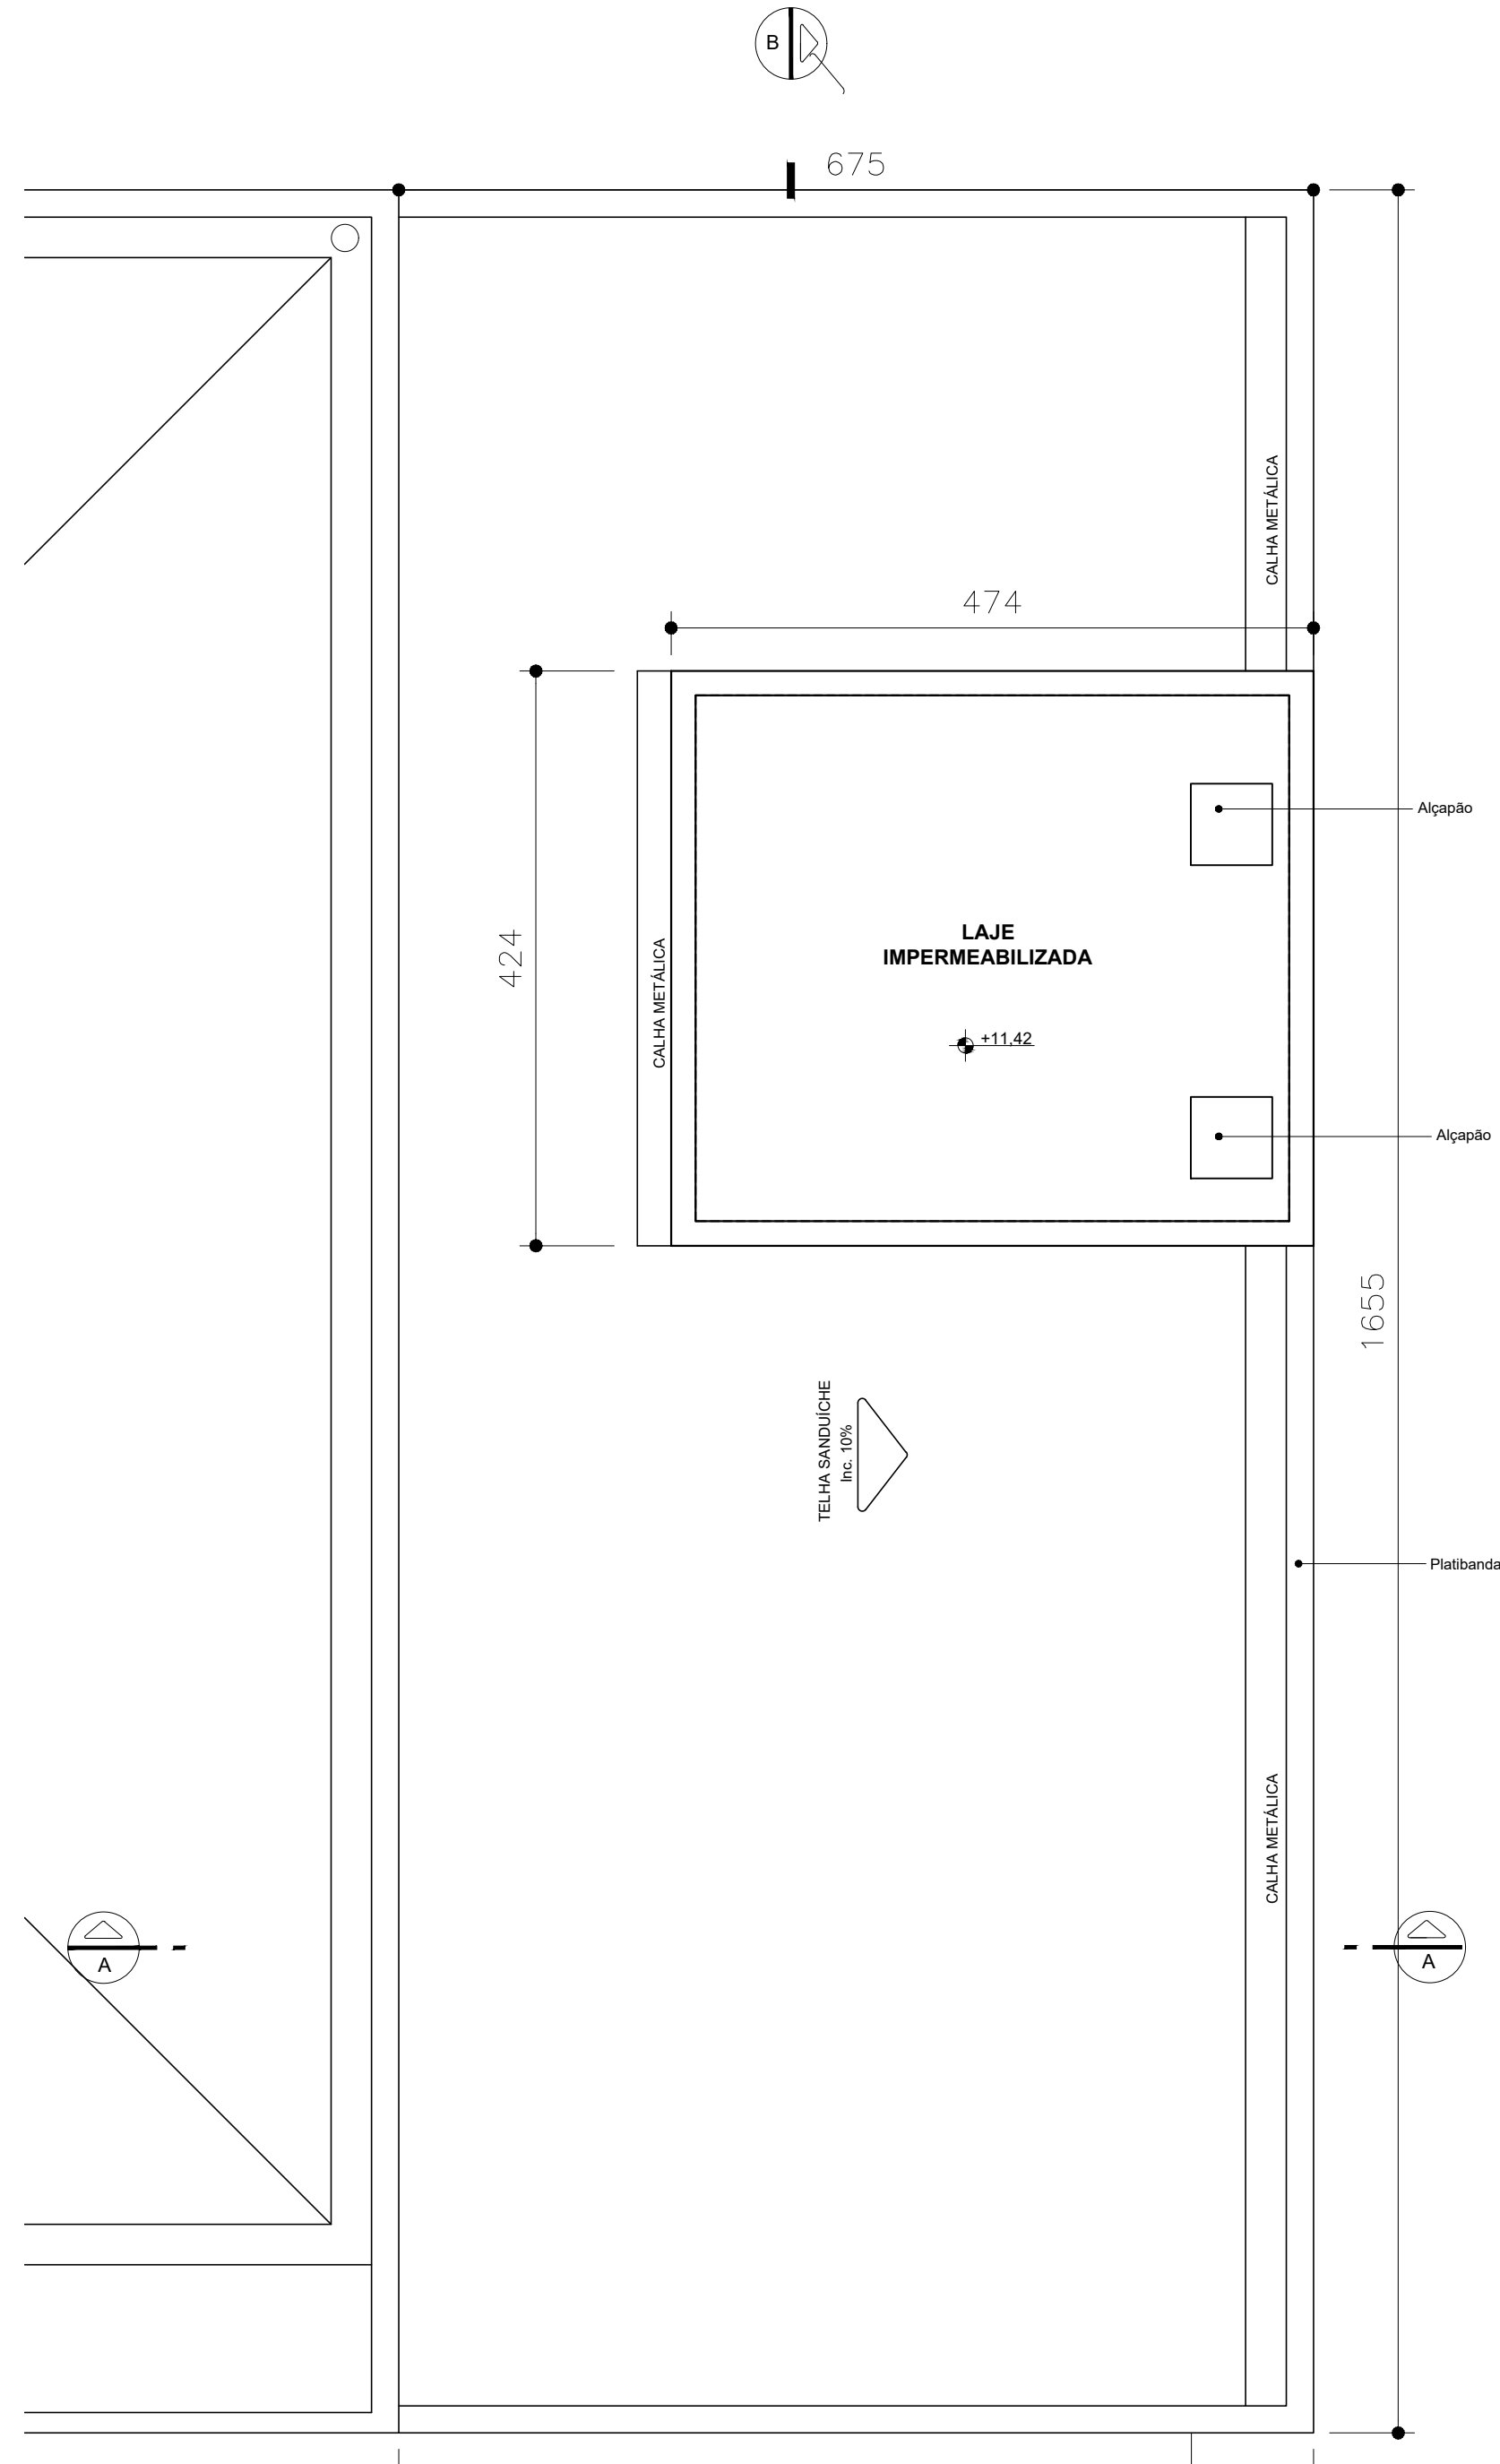 B
675
CALHA METÁLICA
474
Alçapão
424
CALHA METÁLICA
LAJE
IMPERMEABILIZADA
+11,42
Alçapão
1655
TELHA SANDUÍCHE
Inc. 10%
Platibanda
CALHA METÁLICA
A
A